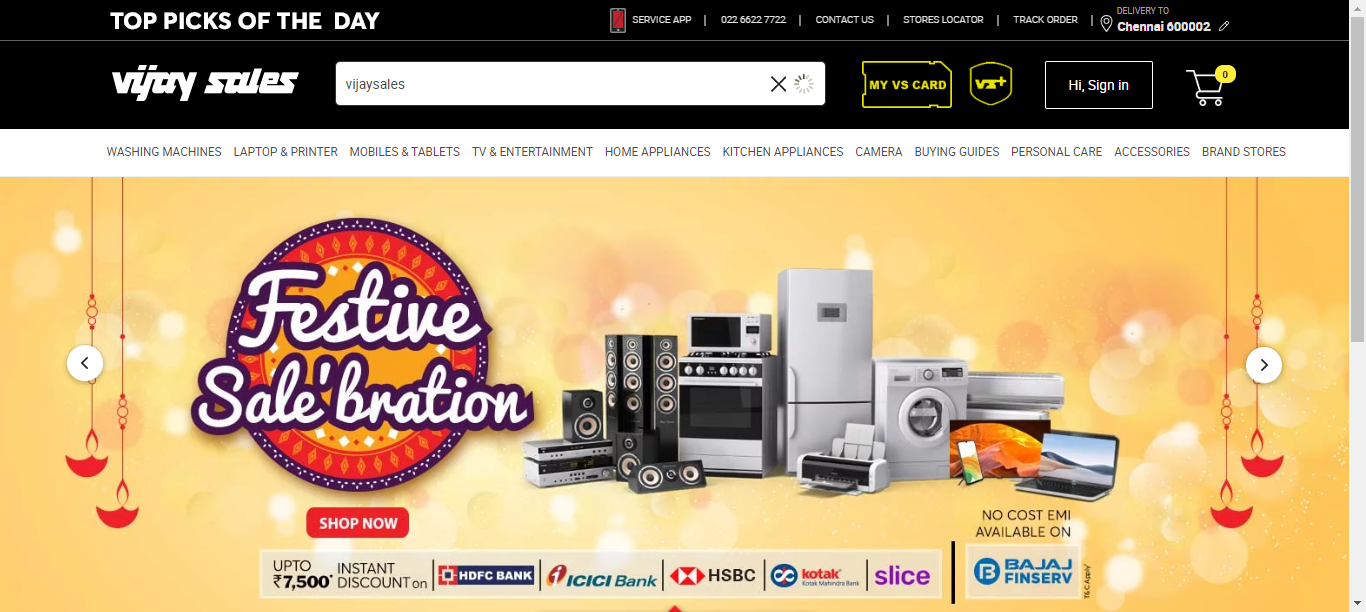 TOP PICKS OF THE DAY
SERVICE APP | 022 6622 7722 | CONTACT US | STORES LOCATOR | TRACK ORDER |
DELIVERY TO
Chennai 600002
vijay sales
vijaysales
MY VS CARD
VS+
Hi, Sign in
0
WASHING MACHINES LAPTOP & PRINTER MOBILES & TABLETS TV & ENTERTAINMENT HOME APPLIANCES KITCHEN APPLIANCES CAMERA BUYING GUIDES PERSONAL CARE ACCESSORIES BRAND STORES
Festive
Sale'bration
SHOP NOW
NO COST EMI
AVAILABLE ON
UPTO
₹7,500*
INSTANT
DISCOUNT on
HDFC BANK
ICICI Bank
HSBC
kotak
Kotak Mahindra Bank
slice
BAJAJ
FINSERV
T&C Apply